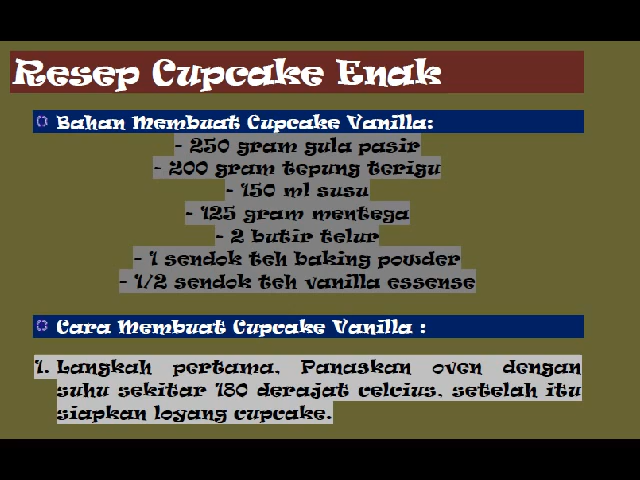 Resep Cupcake Enak
Bahan Membuat Cupcake Vanilla:
- 250 gram gula pasir
- 200 gram tepung terigu
- 150 ml susu
- 125 gram mentega
- 2 butir telur
- 1 sendok teh baking powder
- 1/2 sendok teh vanilla essense
Cara Membuat Cupcake Vanilla :
1. Langkah pertama, Panaskan oven dengan
suhu sekitar 180 derajat celcius, setelah itu
siapkan loyang cupcake.